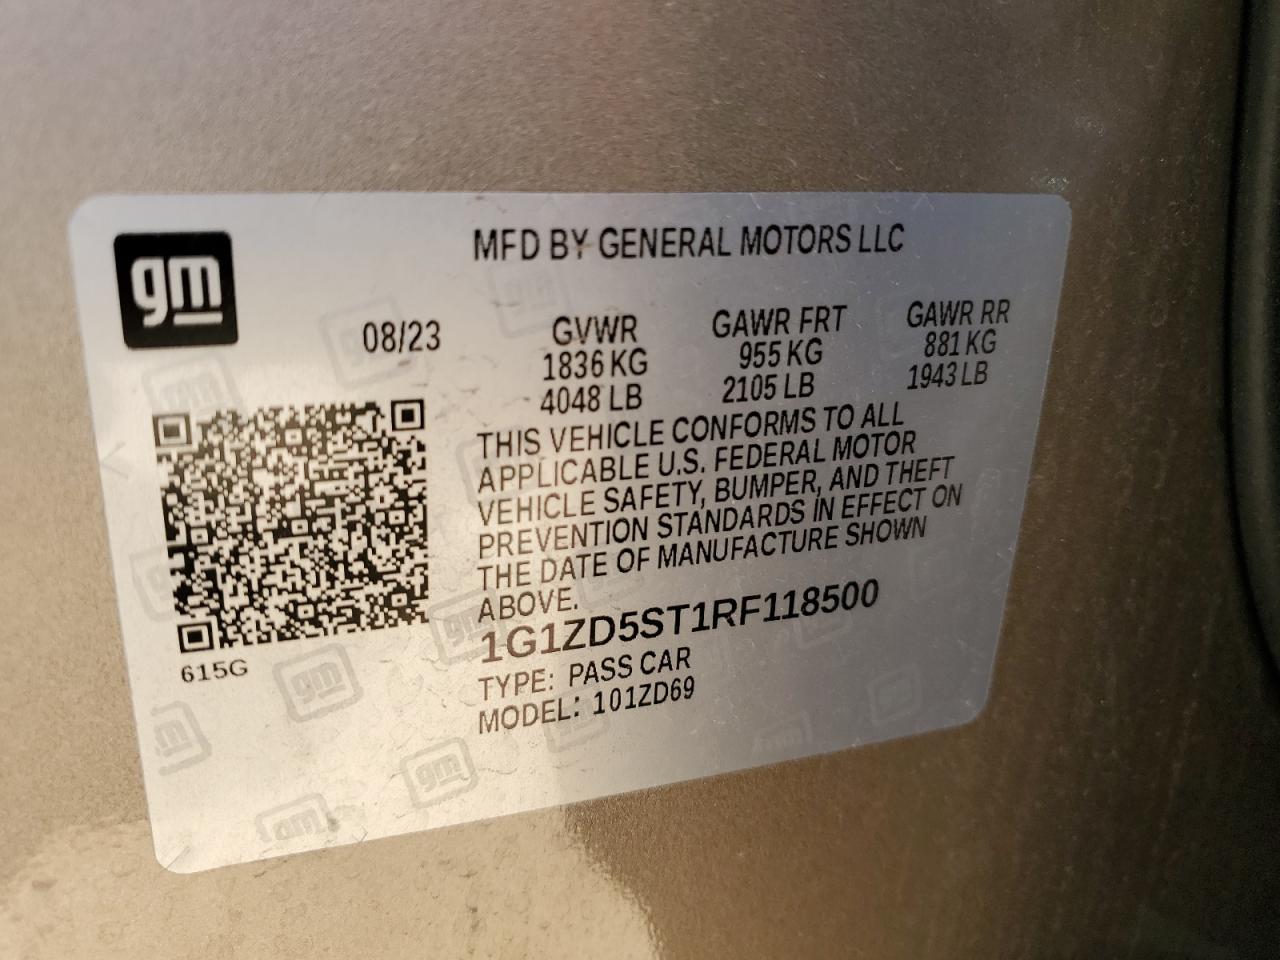 gm
MFD BY GENERAL MOTORS LLC
08/23
GVWR GAWR FRT GAWR RR
1836 KG 955 KG 881 KG
4048 LB 2105 LB 1943 LB
THIS VEHICLE CONFORMS TO ALL
APPLICABLE U.S. FEDERAL MOTOR
VEHICLE SAFETY, BUMPER, AND THEFT
PREVENTION STANDARDS IN EFFECT ON
THE DATE OF MANUFACTURE SHOWN
ABOVE.
1G1ZD5ST1RF118500
615G
TYPE: PASS CAR
MODEL: 101ZD69